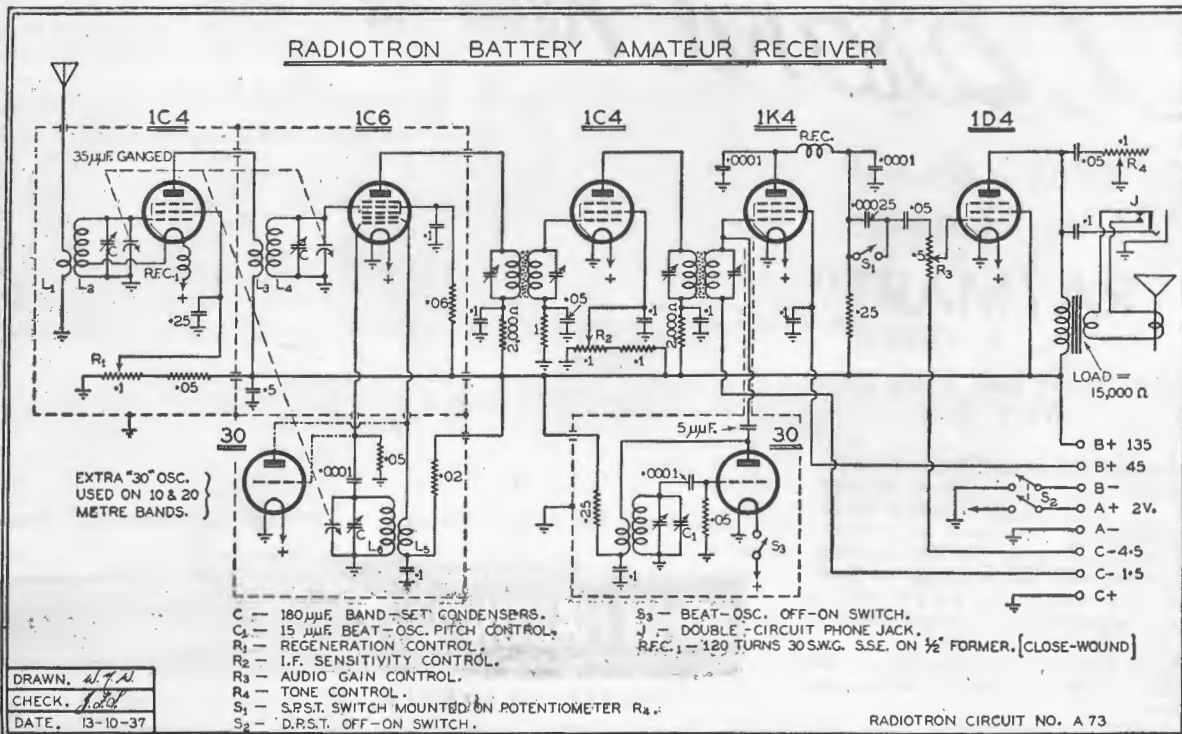 RADIOTRON BATTERY AMATEUR RECEIVER
1C4
1C6
1C4
1K4
1D4
35µµF. GANGED
R.F.C.
.0001
.0001
.1
.05
R4
.00025
.05
J
.1
C
C
.1
S1
.5
R3
L1
L2
R.F.C.1
L3
L4
.06
.05
.1
.25
.1
2,000 Ω
1
R2
.1
.1
.1
2,000 Ω
.1
.1
.25
R1
.1
.05
.5
LOAD = 15,000 Ω
30
5µµF.
30
B+ 135
B+ 45
EXTRA "30" OSC.
USED ON 10 & 20
METRE BANDS.
.0001
.05
.02
.0001
.25
.05
B-
S2
A+ 2V.
A-
C
L6
L5
C1
S3
C-4.5
C- 1.5
.1
.1
C+
C — 180µµF. BAND-SET CONDENSERS.
C1 — 15 µµF. BEAT-OSC. PITCH CONTROL.
R1 — REGENERATION CONTROL.
R2 — I.F. SENSITIVITY CONTROL.
R3 — AUDIO GAIN CONTROL.
R4 — TONE CONTROL.
S1 — S.P.S.T. SWITCH MOUNTED ON POTENTIOMETER R4.
S2 — D.P.S.T. OFF-ON SWITCH.
S3 — BEAT-OSC. OFF-ON SWITCH.
J — DOUBLE-CIRCUIT PHONE JACK.
R.F.C.1 — 120 TURNS 30 S.W.G. S.S.E. ON ½" FORMER. [CLOSE-WOUND]
DRAWN.
CHECK.
DATE. 13-10-37
RADIOTRON CIRCUIT NO. A 73